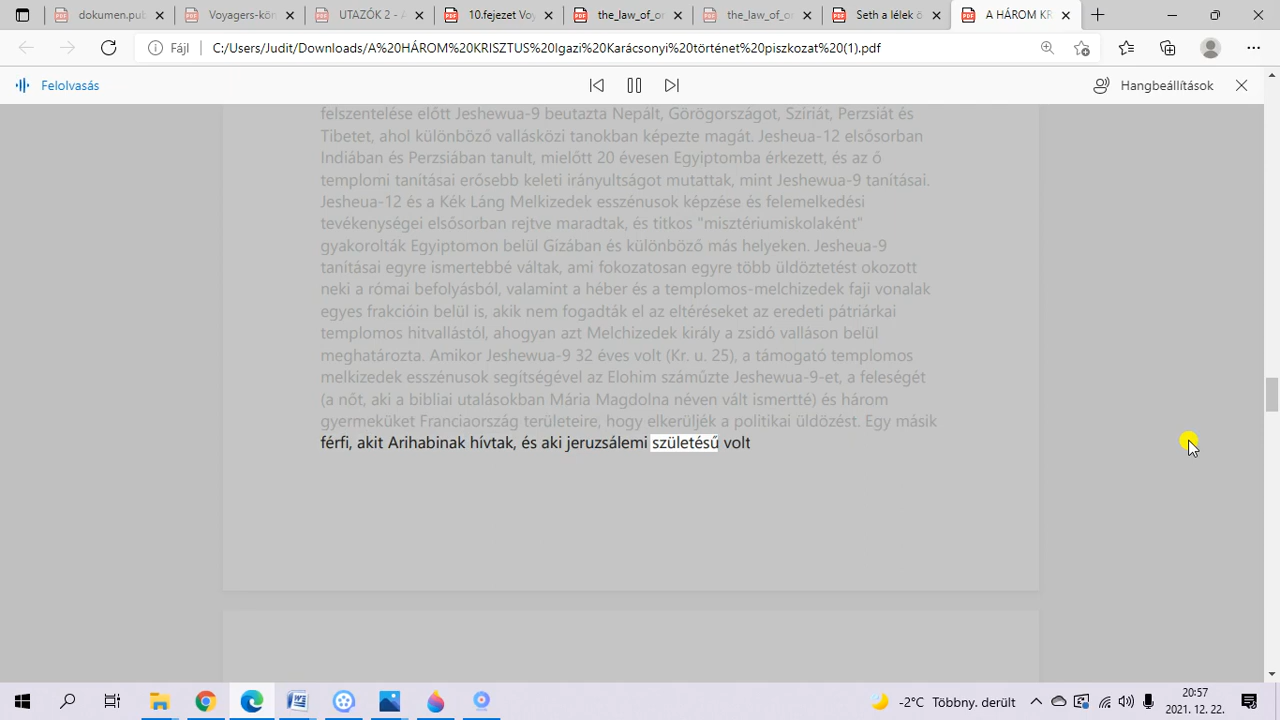 dokumen.pub
Voyagers-kön
UTAZÓK 2 - A
10.fejezet Voy
the_law_of_or
the_law_of_or
Seth a lélek ö
A HÁROM KR
Fájl
C:/Users/Judit/Downloads/A%20HÁROM%20KRISZTUS%20Igazi%20Karácsonyi%20történet%20piszkozat%20(1).pdf
Felolvasás
Hangbeállítások
felszentelése előtt Jeshewua-9 beutazta Nepált, Görögországot, Szíriát, Perzsiát és
Tibetet, ahol különböző vallásközi tanokban képezte magát. Jesheua-12 elsősorban
Indiában és Perzsiában tanult, mielőtt 20 évesen Egyiptomba érkezett, és az ő
templomi tanításai erősebb keleti irányultságot mutattak, mint Jeshewua-9 tanításai.
Jesheua-12 és a Kék Láng Melkizedek esszénusok képzése és felemelkedési
tevékenységei elsősorban rejtve maradtak, és titkos "misztériumiskolaként"
gyakorolták Egyiptomon belül Gízában és különböző más helyeken. Jesheua-9
tanításai egyre ismertebbé váltak, ami fokozatosan egyre több üldöztetést okozott
neki a római befolyásból, valamint a héber és a templomos-melchizedek faji vonalak
egyes frakcióin belül is, akik nem fogadták el az eltéréseket az eredeti pátriárkai
templomos hitvallástól, ahogyan azt Melchizedek király a zsidó valláson belül
meghatározta. Amikor Jeshewua-9 32 éves volt (Kr. u. 25), a támogató templomos
melkizedek esszénusok segítségével az Elohim száműzte Jeshewua-9-et, a feleségét
(a nőt, aki a bibliai utalásokban Mária Magdolna néven vált ismertté) és három
gyermeküket Franciaország területeire, hogy elkerüljék a politikai üldözést. Egy másik
férfi, akit Arihabinak hívtak, és aki jeruzsálemi születésű volt
-2°C Többny. derült
20:57
2021. 12. 22.